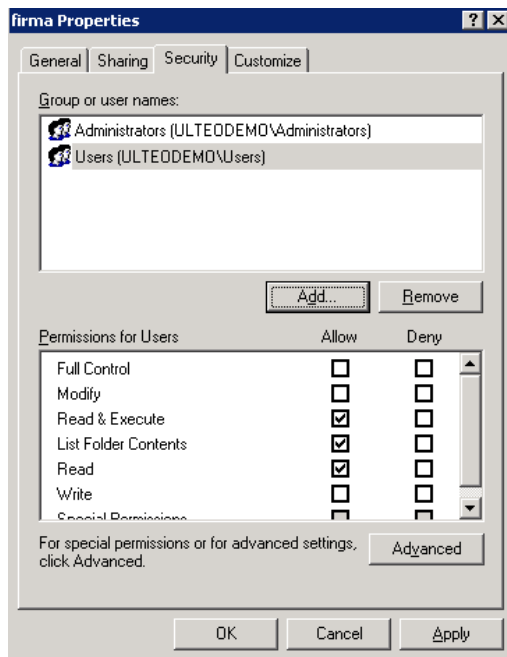 firma Properties
General Sharing Security Customize
Group or user names:
Administrators (ULTEODEMO\Administrators)
Users (ULTEODEMO\Users)
Add... Remove
Permissions for Users Allow Deny
Full Control
Modify
Read & Execute
List Folder Contents
Read
Write
Special Permissions
For special permissions or for advanced settings, Advanced
click Advanced.
OK Cancel Apply